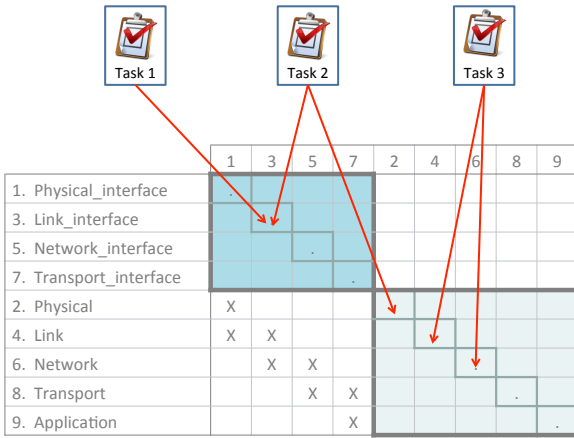 Task 1 Task 2 Task 3
1 3 5 7 2 4 6 8 9
1. Physical_interface .
3. Link_interface
5. Network_interface .
7. Transport_interface .
2. Physical X
4. Link X X
6. Network X X .
8. Transport X X .
9. Application X .